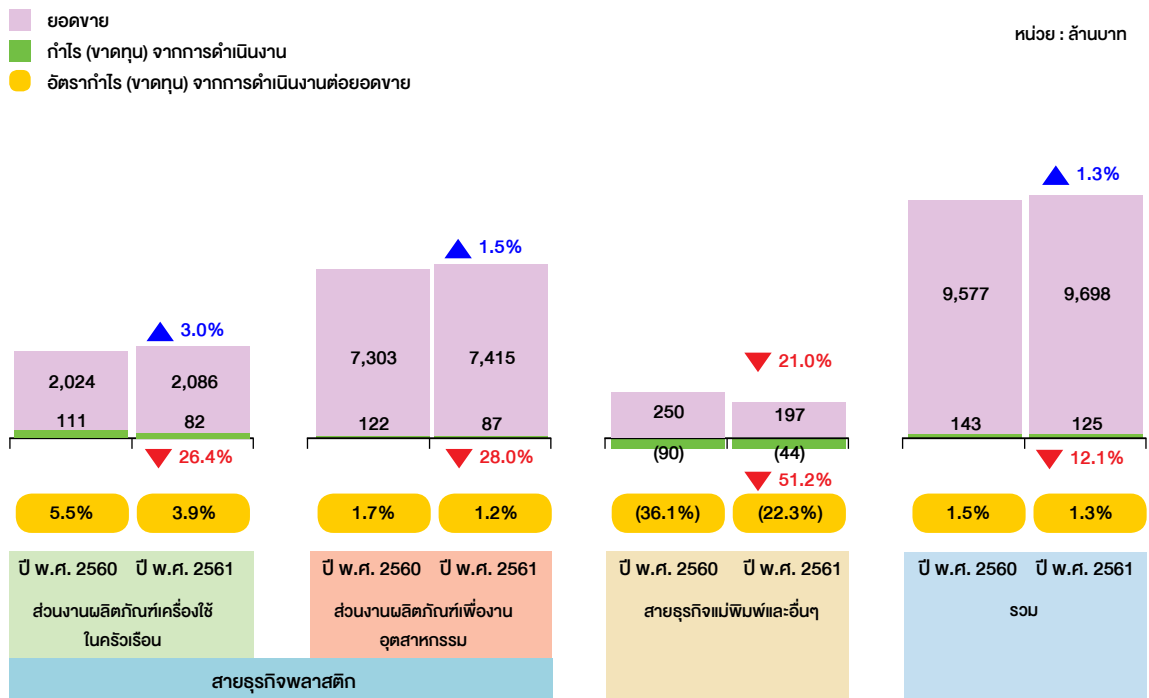 ยอดขาย
กำไร (ขาดทุน) จากการดำเนินงาน
อัตรากำไร (ขาดทุน) จากการดำเนินงานต่อยอดขาย
หน่วย : ล้านบาท
3.0%
2,024
2,086
111
82
26.4%
5.5%
3.9%
ปี พ.ศ. 2560
ปี พ.ศ. 2561
ส่วนงานผลิตภัณฑ์เครื่องใช้
ในครัวเรือน
1.5%
7,303
7,415
122
87
28.0%
1.7%
1.2%
ปี พ.ศ. 2560
ปี พ.ศ. 2561
ส่วนงานผลิตภัณฑ์เพื่องาน
อุตสาหกรรม
สายธุรกิจพลาสติก
21.0%
250
197
(90)
(44)
51.2%
(36.1%)
(22.3%)
ปี พ.ศ. 2560
ปี พ.ศ. 2561
สายธุรกิจแม่พิมพ์และอื่นๆ
1.3%
9,577
9,698
143
125
12.1%
1.5%
1.3%
ปี พ.ศ. 2560
ปี พ.ศ. 2561
รวม